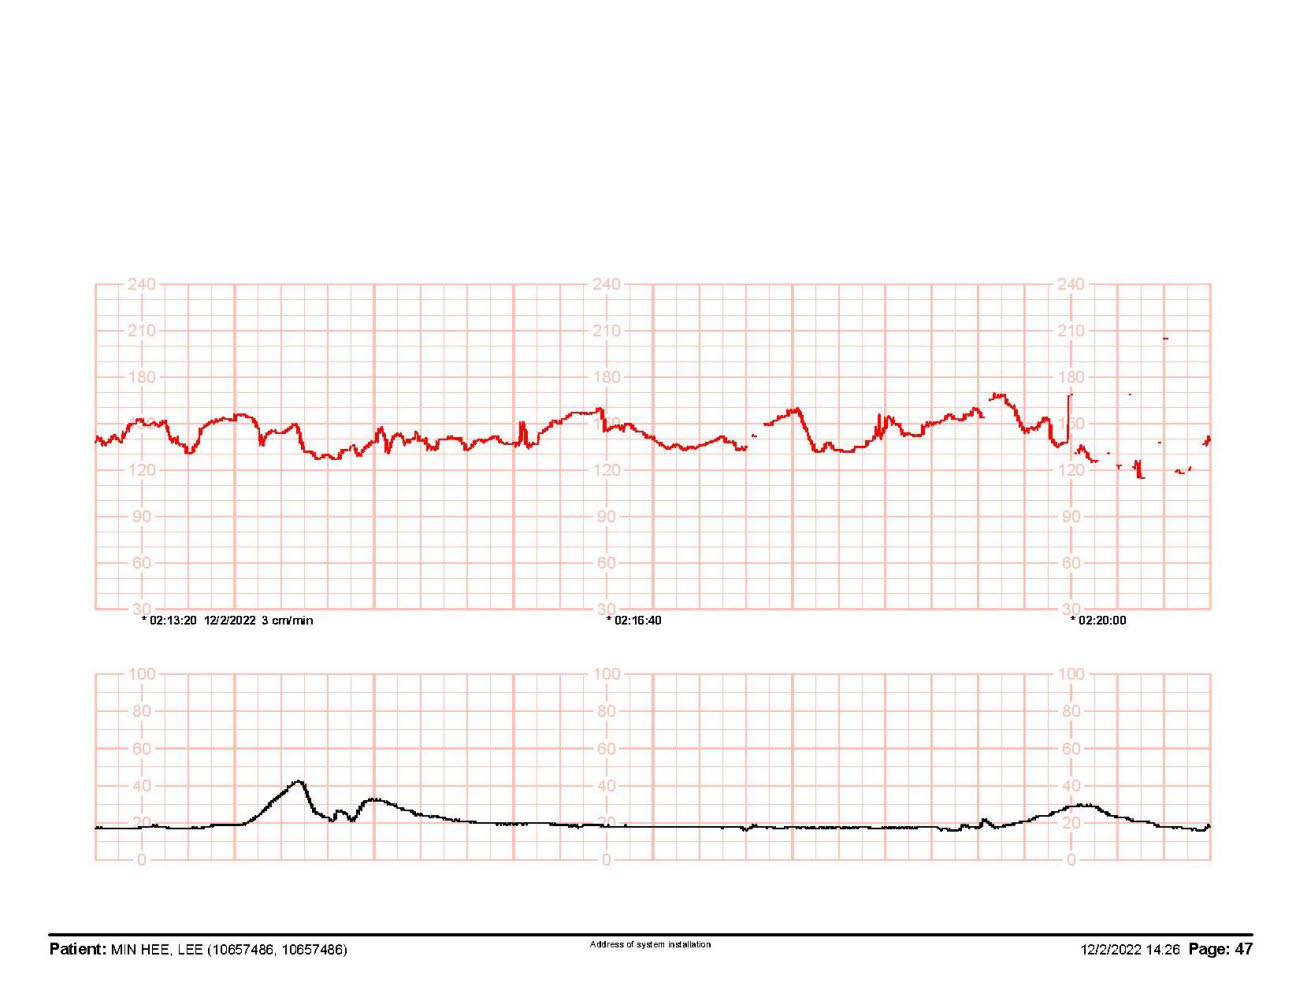 240 240 240
210 210 210
180 180 180
150 150 150
120 120 120
90 90 90
60 60 60
30 30 30
* 02:13:20 12/2/2022 3 cm/min * 02:16:40 * 02:20:00
100 100 100
80 80 80
60 60 60
40 40 40
20 20 20
0 0 0
Patient: MIN HEE, LEE (10657486, 10657486) Address of system installation 12/2/2022 14:26 Page: 47